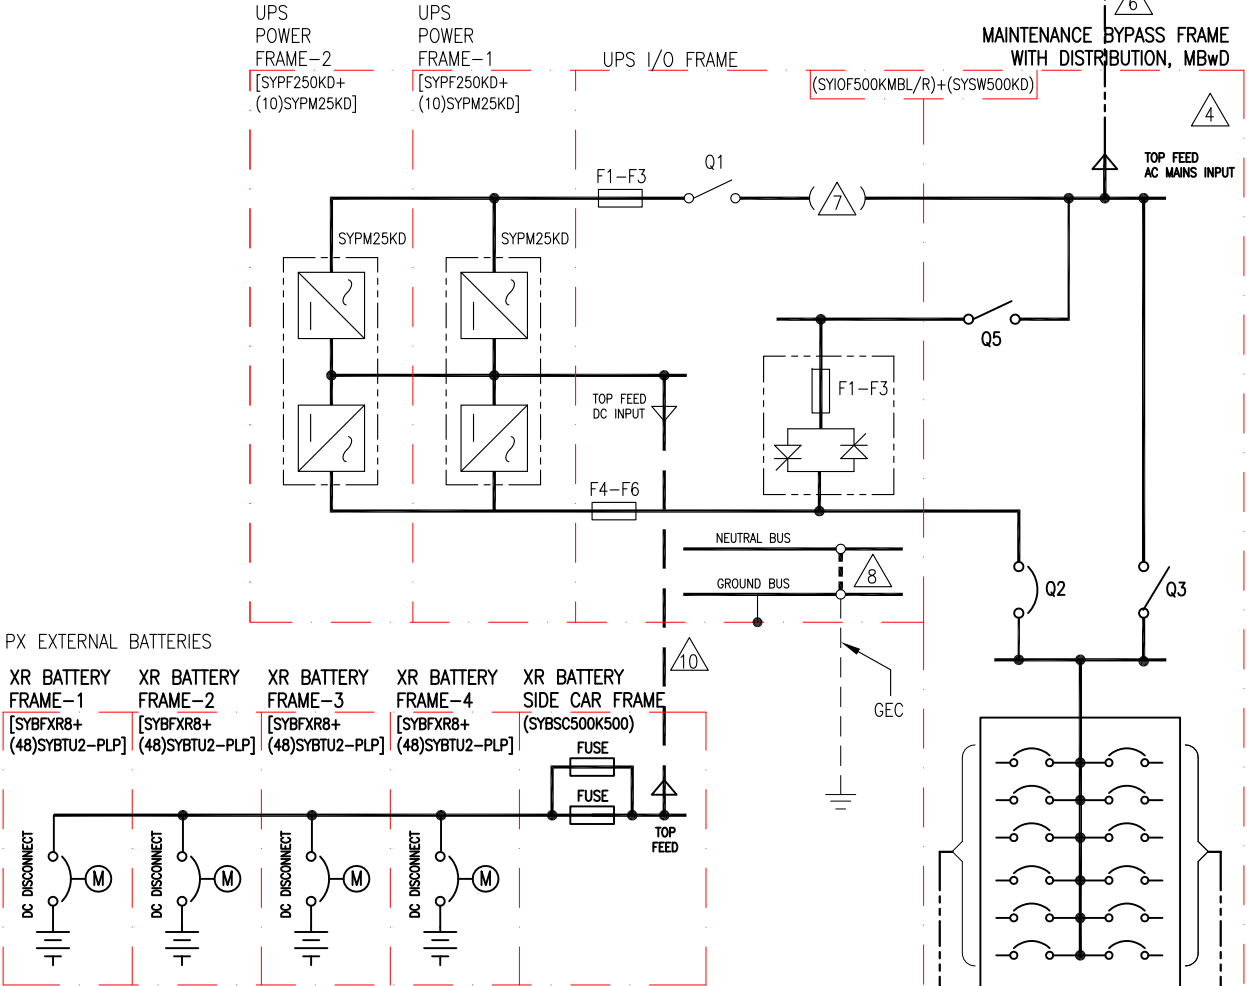 UPS
POWER
FRAME-2
[SYPF250KD+
(10)SYPM25KD]
UPS
POWER
FRAME-1
[SYPF250KD+
(10)SYPM25KD]
UPS I/O FRAME
(SYIOF500KMBL/R)+(SYSW500KD)
6
MAINTENANCE BYPASS FRAME
WITH DISTRIBUTION, MBwD
4
TOP FEED
AC MAINS INPUT
F1-F3
Q1
7
SYPM25KD
SYPM25KD
Q5
F1-F3
TOP FEED
DC INPUT
F4-F6
NEUTRAL BUS
GROUND BUS
8
Q2
Q3
GEC
10
PX EXTERNAL BATTERIES
XR BATTERY
FRAME-1
[SYBFXR8+
(48)SYBTU2-PLP]
XR BATTERY
FRAME-2
[SYBFXR8+
(48)SYBTU2-PLP]
XR BATTERY
FRAME-3
[SYBFXR8+
(48)SYBTU2-PLP]
XR BATTERY
FRAME-4
[SYBFXR8+
(48)SYBTU2-PLP]
XR BATTERY
SIDE CAR FRAME
(SYBSC500K500)
FUSE
FUSE
TOP
FEED
DC DISCONNECT
M
DC DISCONNECT
M
DC DISCONNECT
M
DC DISCONNECT
M